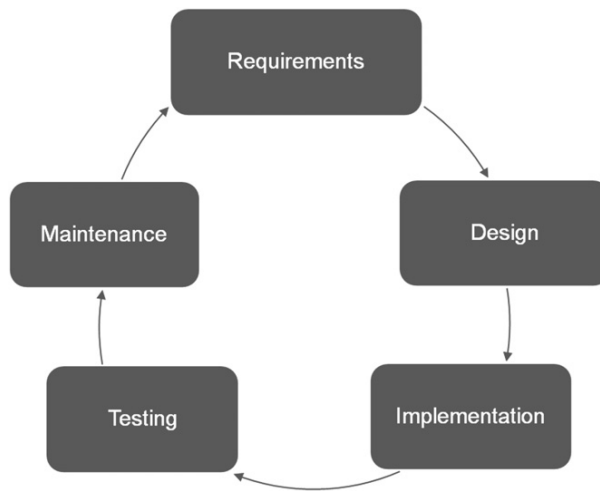 Requirements
Design
Implementation
Testing
Maintenance